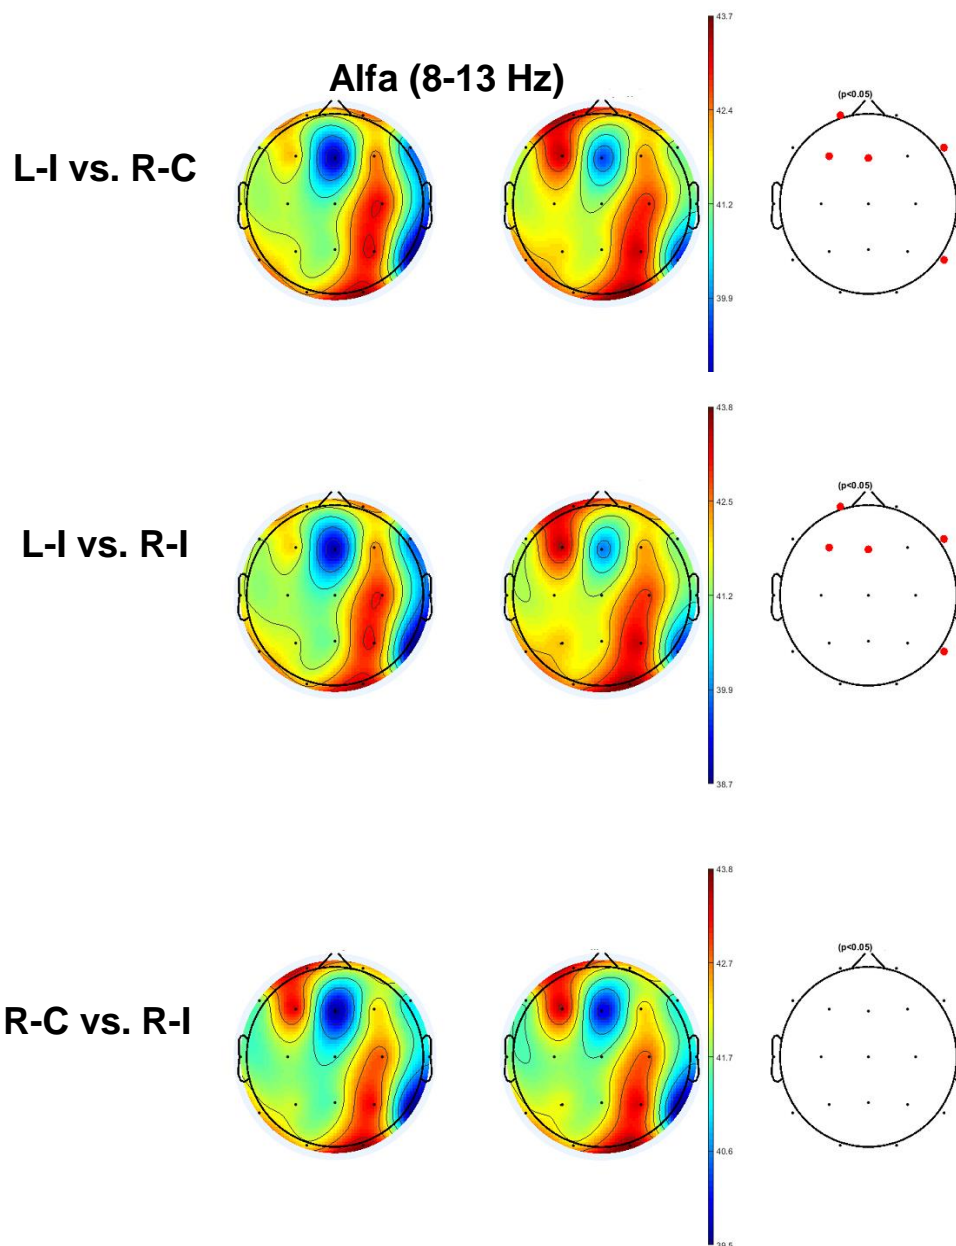 Alfa (8-13 Hz)
L-I vs. R-C
43.7
42.4
41.2
39.9
(p<0.05)
L-I vs. R-I
43.8
42.5
41.2
39.9
38.7
(p<0.05)
R-C vs. R-I
43.8
42.7
41.7
40.6
39.5
(p<0.05)